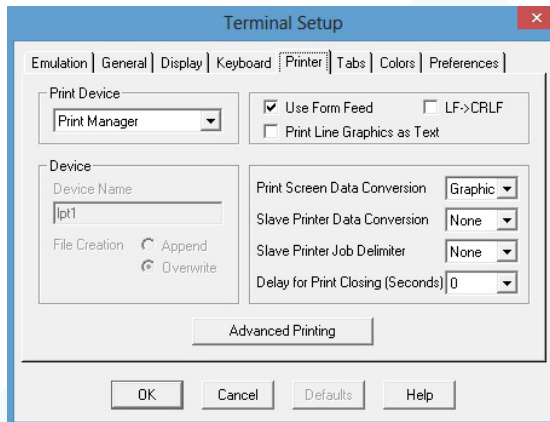 Terminal Setup
Emulation General Display Keyboard Printer Tabs Colors Preferences
Print Device
Print Manager
Use Form Feed LF->CRLF
Print Line Graphics as Text
Device
Device Name
lpt1
File Creation Append
Overwrite
Print Screen Data Conversion Graphic
Slave Printer Data Conversion None
Slave Printer Job Delimiter None
Delay for Print Closing (Seconds) 0
Advanced Printing
OK Cancel Defaults Help